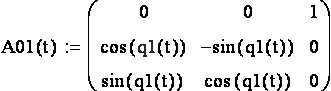 0 0 1
A01(t) := cos(q1(t)) −sin(q1(t)) 0
sin(q1(t)) cos(q1(t)) 0